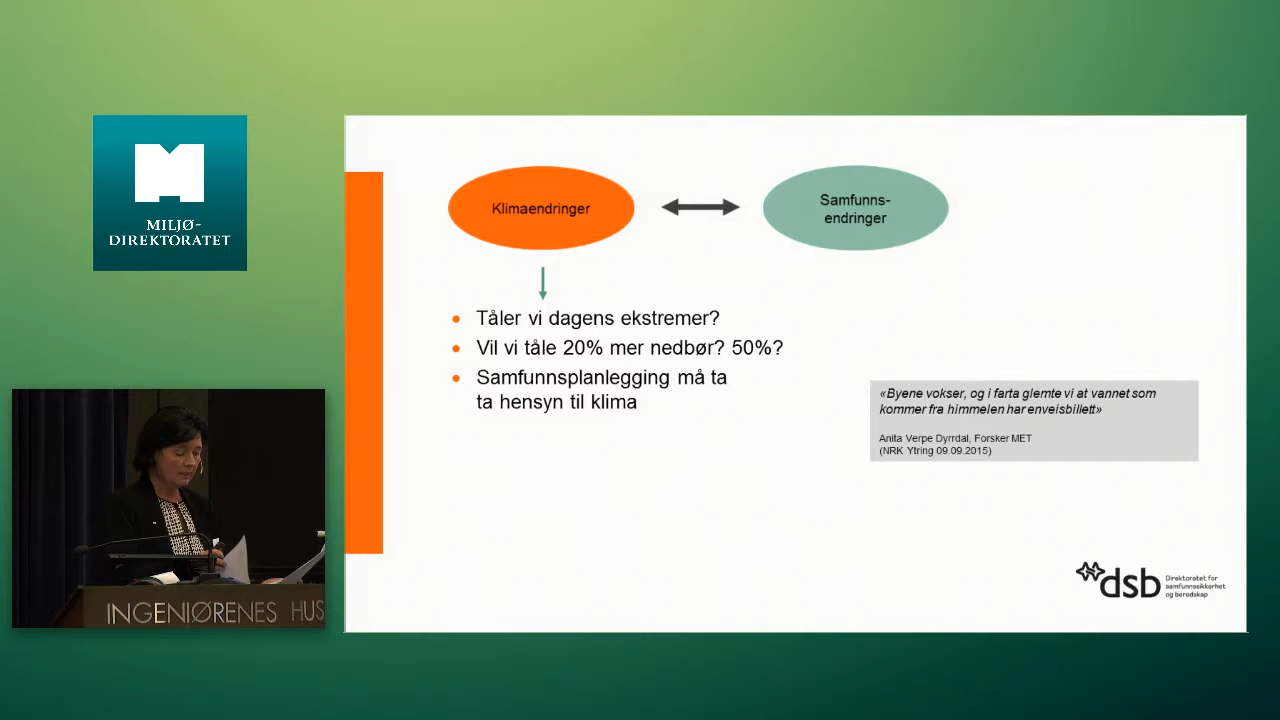 MILJØ-
DIREKTORATET
Klimaendringer
Samfunns-
endringer
• Tåler vi dagens ekstremer?
• Vil vi tåle 20% mer nedbør? 50%?
• Samfunnsplanlegging må ta
ta hensyn til klima
«Byene vokser, og i farta glemte vi at vannet som
kommer fra himmelen har enveisbillett»
Anita Verpe Dyrrdal, Forsker MET
(NRK Ytring 09.09.2015)
dsb
Direktoratet for
samfunnssikkerhet
og beredskap
INGENIØRENES HUS